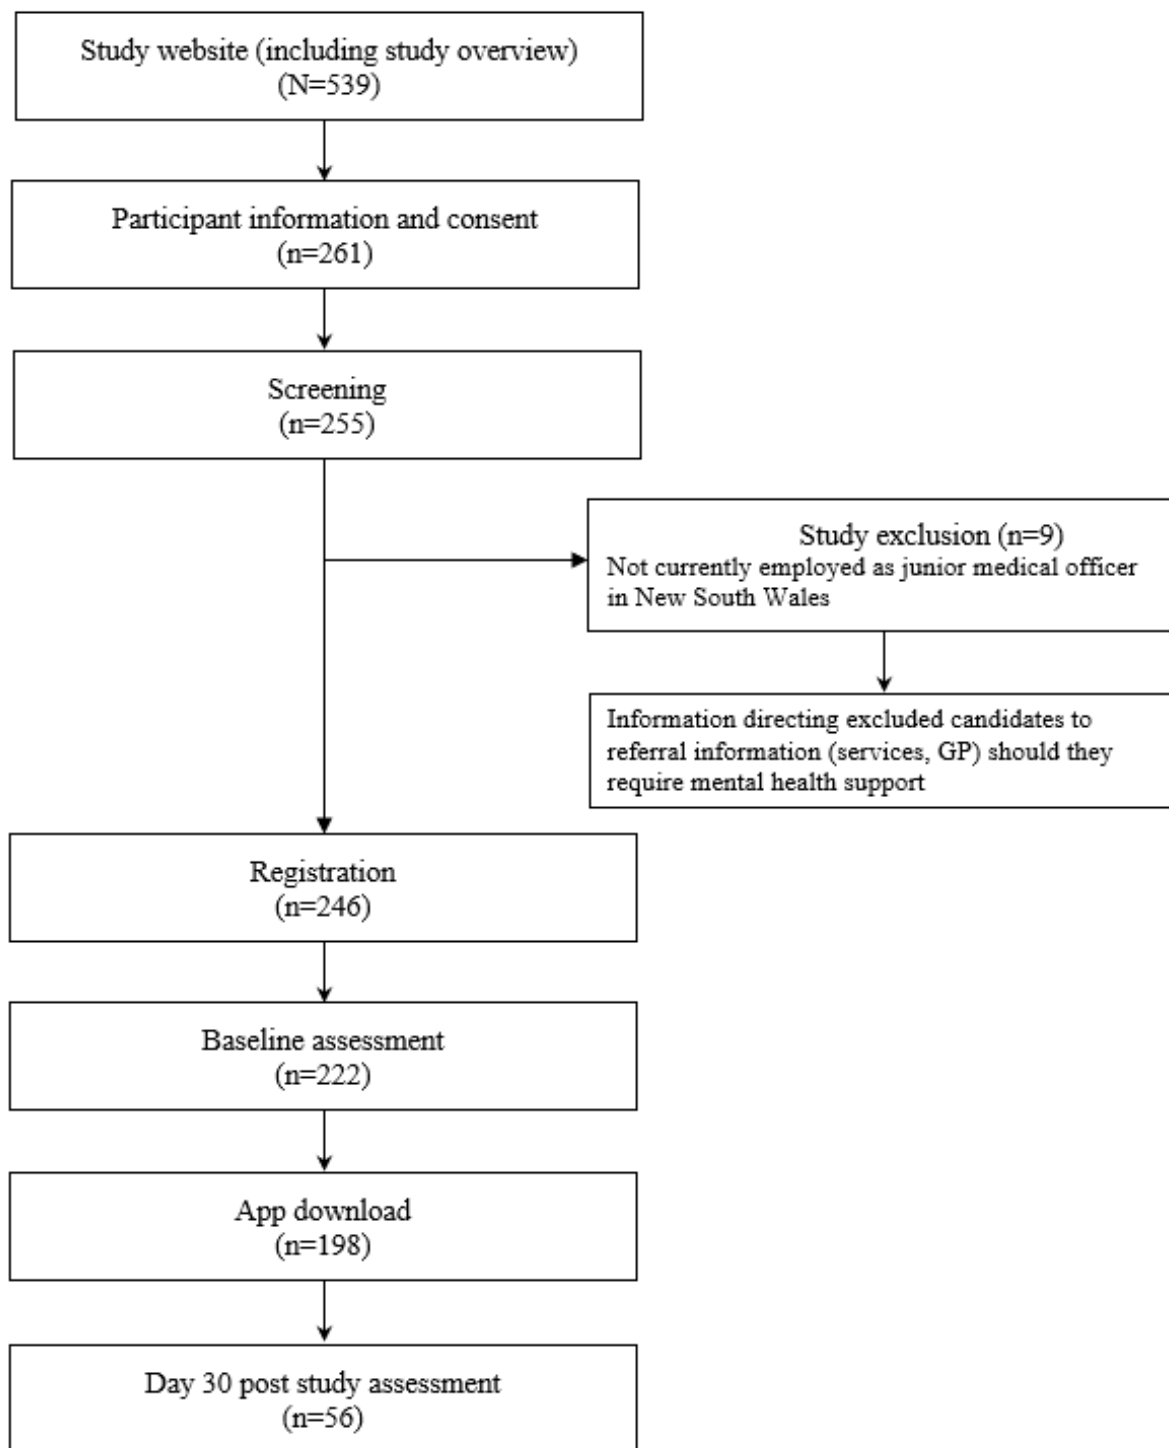 Study website (including study overview)
(N=539)
Participant information and consent
(n=261)
Screening
(n=255)
Study exclusion (n=9)
Not currently employed as junior medical officer
in New South Wales
Information directing excluded candidates to
referral information (services, GP) should they
require mental health support
Registration
(n=246)
Baseline assessment
(n=222)
App download
(n=198)
Day 30 post study assessment
(n=56)